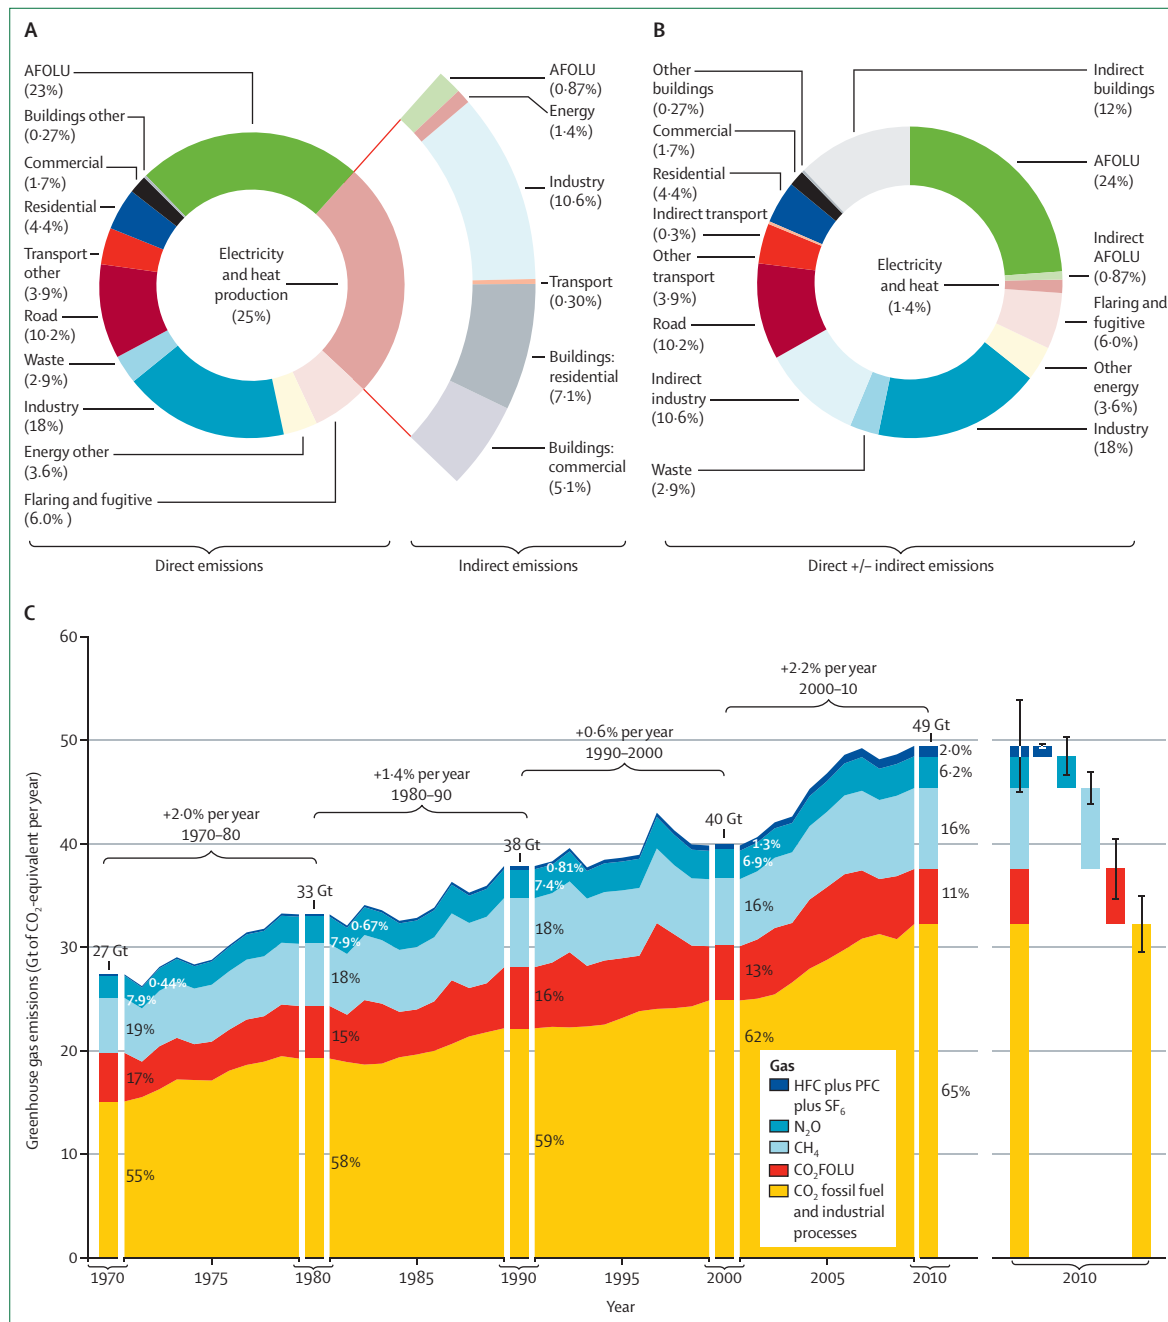 A
AFOLU
(23%)
Buildings other
(0·27%)
Commercial
(1·7%)
Residential
(4·4%)
Transport
other
(3·9%)
Road
(10·2%)
Waste
(2·9%)
Industry
(18%)
Energy other
(3.6%)
Flaring and fugitive
(6.0% )
Electricity
and heat
production
(25%)
AFOLU
(0·87%)
Energy
(1·4%)
Industry
(10·6%)
Transport
(0·30%)
Buildings:
residential
(7·1%)
Buildings:
commercial
(5·1%)
Direct emissions
Indirect emissions
B
Other
buildings
(0·27%)
Commercial
(1·7%)
Residential
(4·4%)
Indirect transport
(0·3%)
Other
transport
(3·9%)
Road
(10·2%)
Indirect
industry
(10·6%)
Waste
(2·9%)
Electricity
and heat
(1·4%)
Indirect
buildings
(12%)
AFOLU
(24%)
Indirect
AFOLU
(0·87%)
Flaring and
fugitive
(6·0%)
Other
energy
(3·6%)
Industry
(18%)
Direct +/– indirect emissions
C
Greenhouse gas emissions (Gt of CO₂-equivalent per year)
60
50
40
30
20
10
0
+2·0% per year
1970–80
+1·4% per year
1980–90
+0·6% per year
1990–2000
+2·2% per year
2000–10
27 Gt
0·44%
7·9%
19%
17%
55%
33 Gt
0·67%
7·9%
18%
15%
58%
38 Gt
0·81%
7·4%
18%
16%
59%
40 Gt
1·3%
6·9%
16%
13%
62%
49 Gt
2·0%
6·2%
16%
11%
65%
Gas
HFC plus PFC
plus SF₆
N₂O
CH₄
CO₂FOLU
CO₂ fossil fuel
and industrial
processes
1970
1975
1980
1985
1990
1995
2000
2005
2010
2010
Year